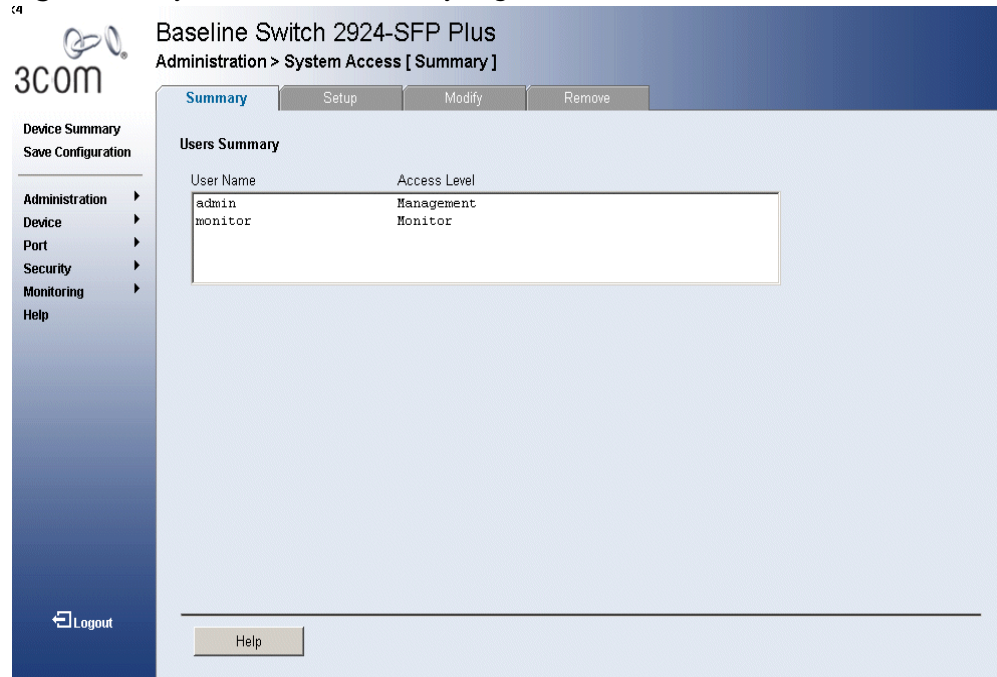 3COM
Baseline Switch 2924-SFP Plus
Administration > System Access [ Summary ]
Summary Setup Modify Remove
Device Summary
Save Configuration
Administration
Device
Port
Security
Monitoring
Help
Logout
Users Summary
User Name Access Level
admin Management
monitor Monitor
Help